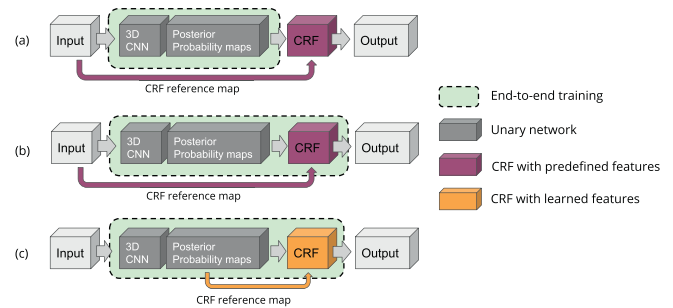 (a)
Input
3D
CNN
Posterior
Probability maps
CRF
Output
CRF reference map
(b)
Input
3D
CNN
Posterior
Probability maps
CRF
Output
CRF reference map
(c)
Input
3D
CNN
Posterior
Probability maps
CRF
Output
CRF reference map
End-to-end training
Unary network
CRF with predefined features
CRF with learned features